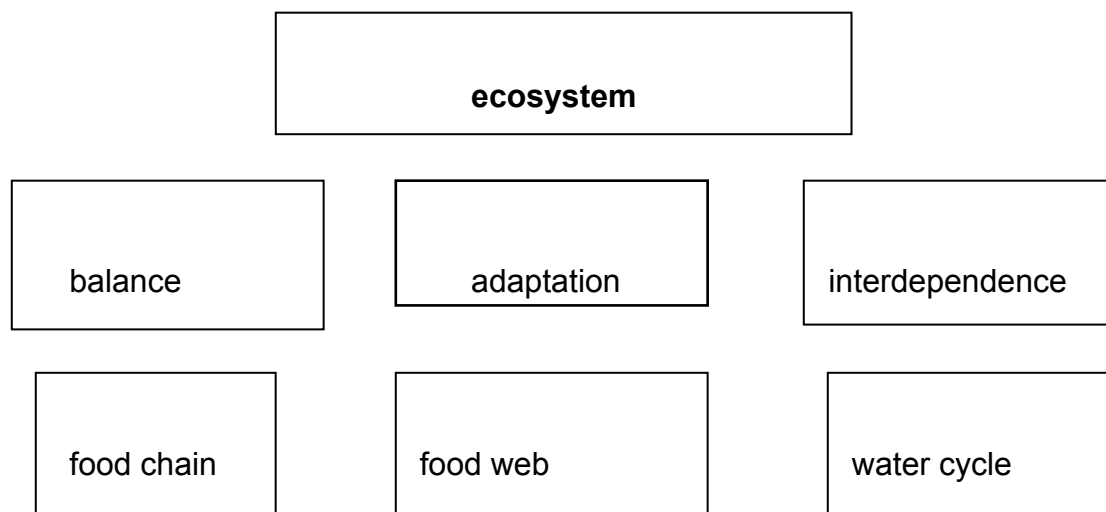 ecosystem
balance
adaptation
interdependence
food chain
food web
water cycle